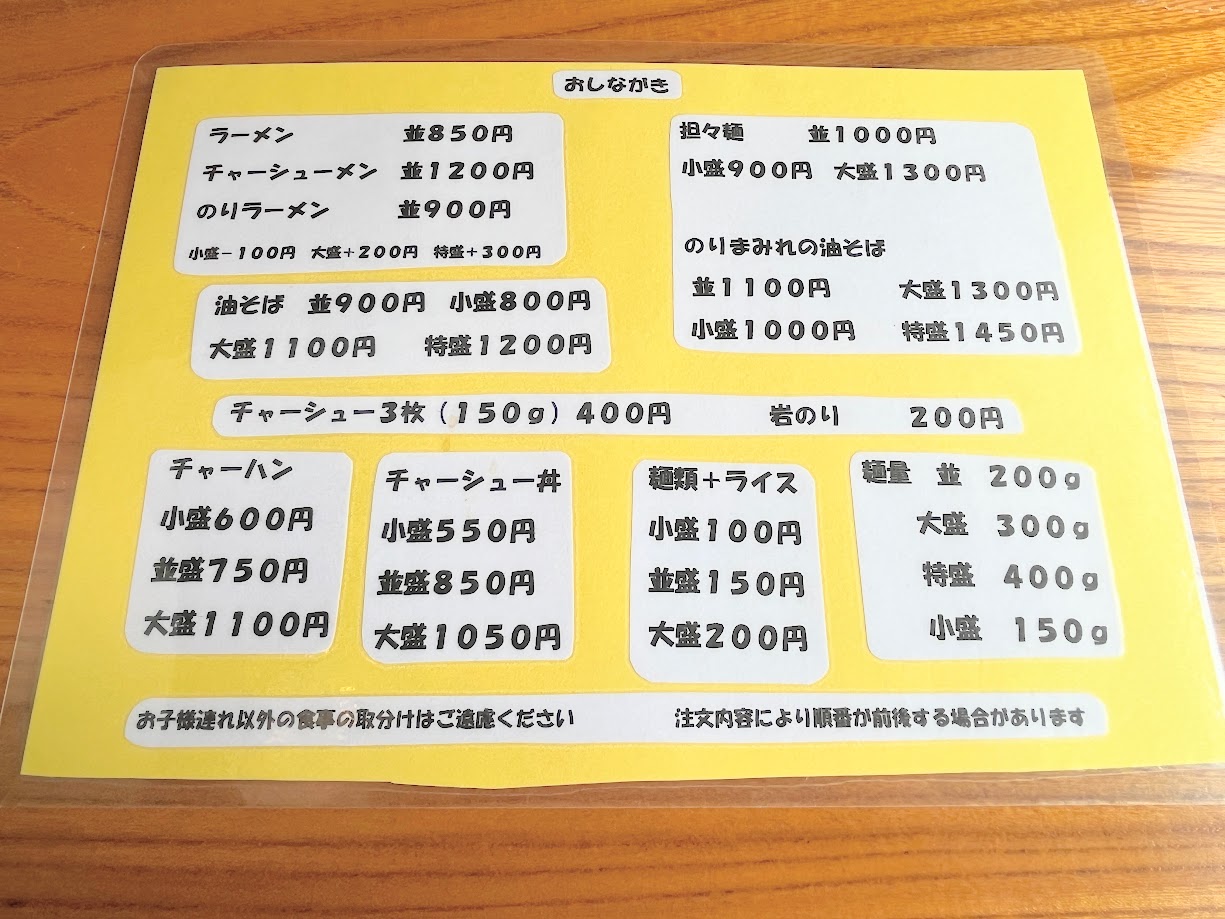 おしながき
ラーメン 並850円
チャーシューメン 並1200円
のりラーメン 並900円
小盛-100円 大盛+200円 特盛+300円
油そば 並900円 小盛800円
大盛1100円 特盛1200円
担々麺 並1000円
小盛900円 大盛1300円
のりまみれの油そば
並1100円 大盛1300円
小盛1000円 特盛1450円
チャーシュー3枚(150g)400円 岩のり 200円
チャーハン
小盛600円
並盛750円
大盛1100円
チャーシュー丼
小盛550円
並盛850円
大盛1050円
麺類+ライス
小盛100円
並盛150円
大盛200円
麺量 並 200g
大盛 300g
特盛 400g
小盛 150g
お子様連れ以外の食事の取分けはご遠慮ください 注文内容により順番が前後する場合があります